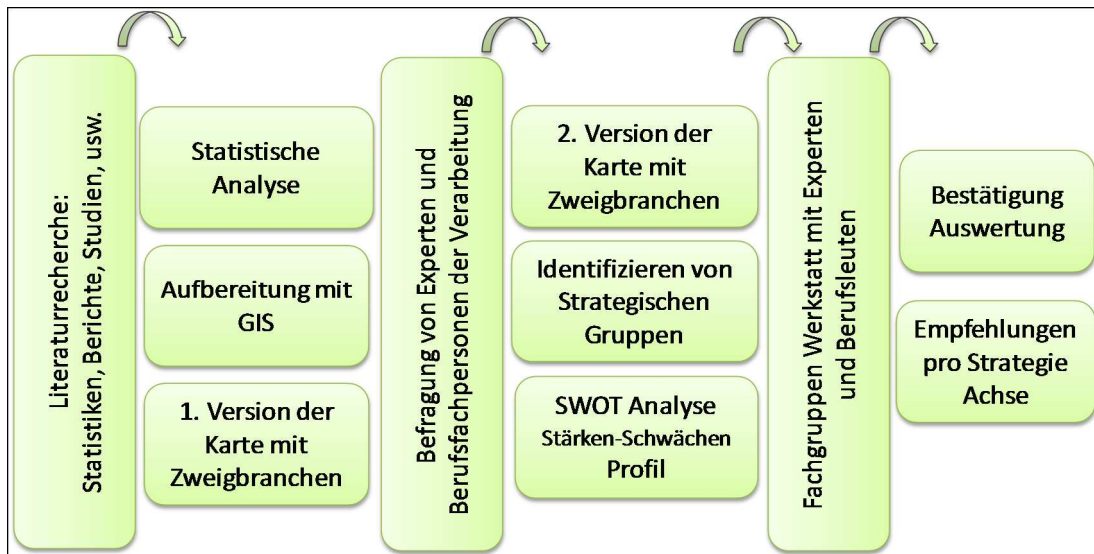 Literaturrecherche:
Statistiken, Berichte, Studien, usw.
Statistische
Analyse
Aufbereitung mit
GIS
1. Version der
Karte mit
Zweigbranchen
Befragung von Experten und
Berufsfachpersonen der Verarbeitung
2. Version der
Karte mit
Zweigbranchen
Identifizieren von
Strategischen
Gruppen
SWOT Analyse
Stärken-Schwächen
Profil
Fachgruppen Werkstatt mit Experten
und Berufsleuten
Bestätigung
Auswertung
Empfehlungen
pro Strategie
Achse